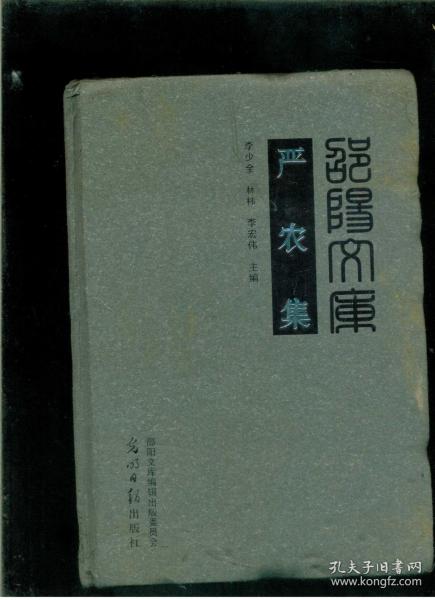 邵陽文庫
严农集
李少全 林彬 李宏伟 主编
邵阳文库编辑出版委员会
光明日报出版社
孔夫子旧书网
www.kongfz.com